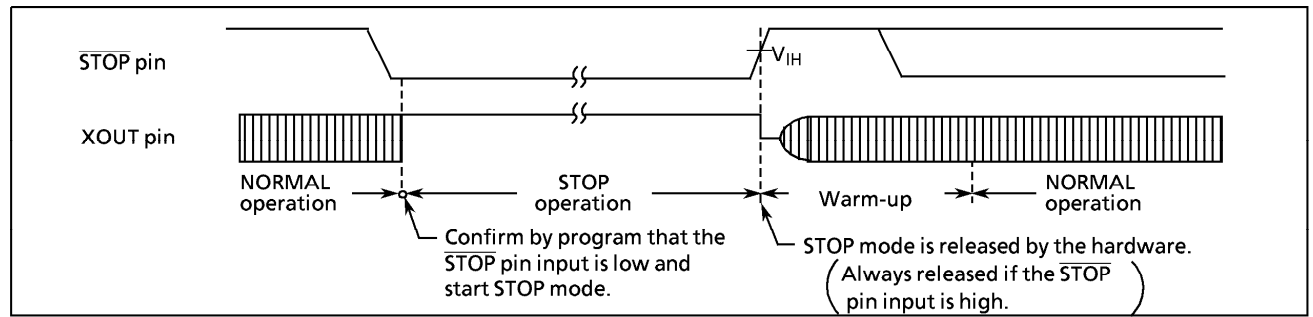 STOP pin
VIH
XOUT pin
NORMAL
operation
STOP
operation
Warm-up
NORMAL
operation
Confirm by program that the
STOP pin input is low and
start STOP mode.
STOP mode is released by the hardware.
(Always released if the STOP
pin input is high.)